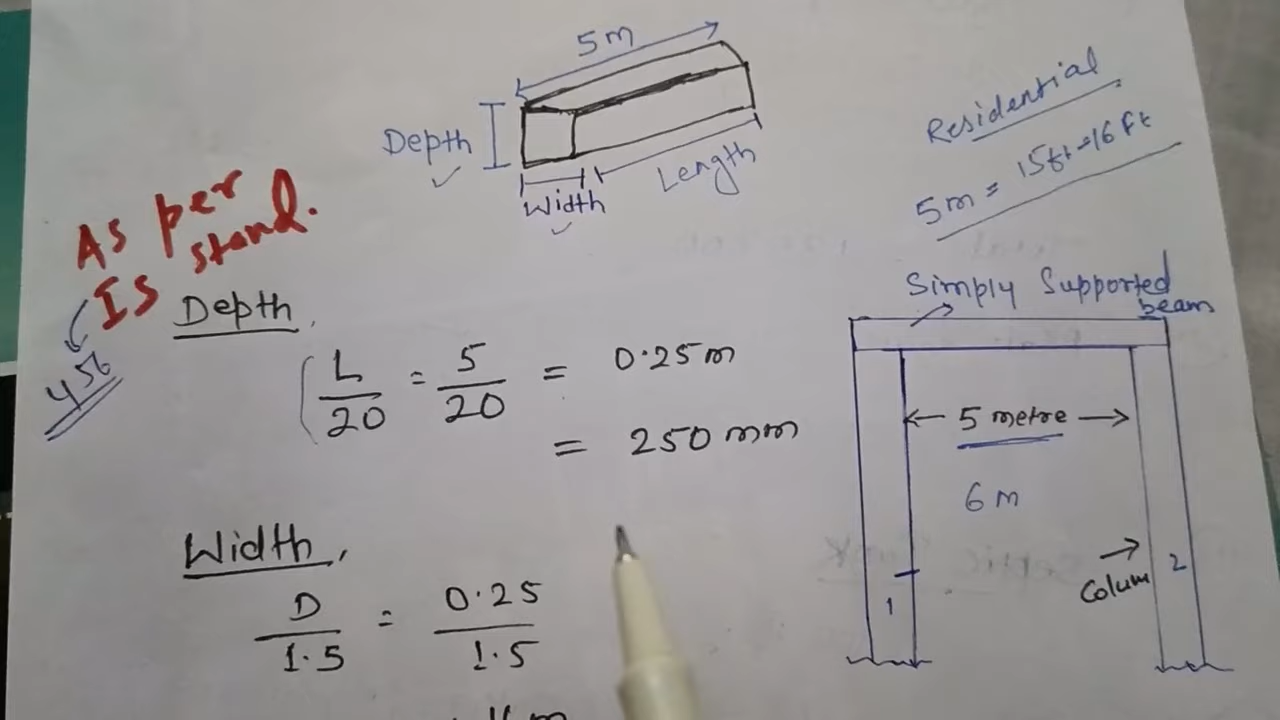 5m
Depth
Width
Length
Residential
5m = 15ft-16ft
As per
IS stand.
456
Depth,
L/20 = 5/20 = 0.25m
= 250 mm
Width,
D/1.5 = 0.25/1.5
Simply Supported
beam
5 metre
6m
Colum
1
2